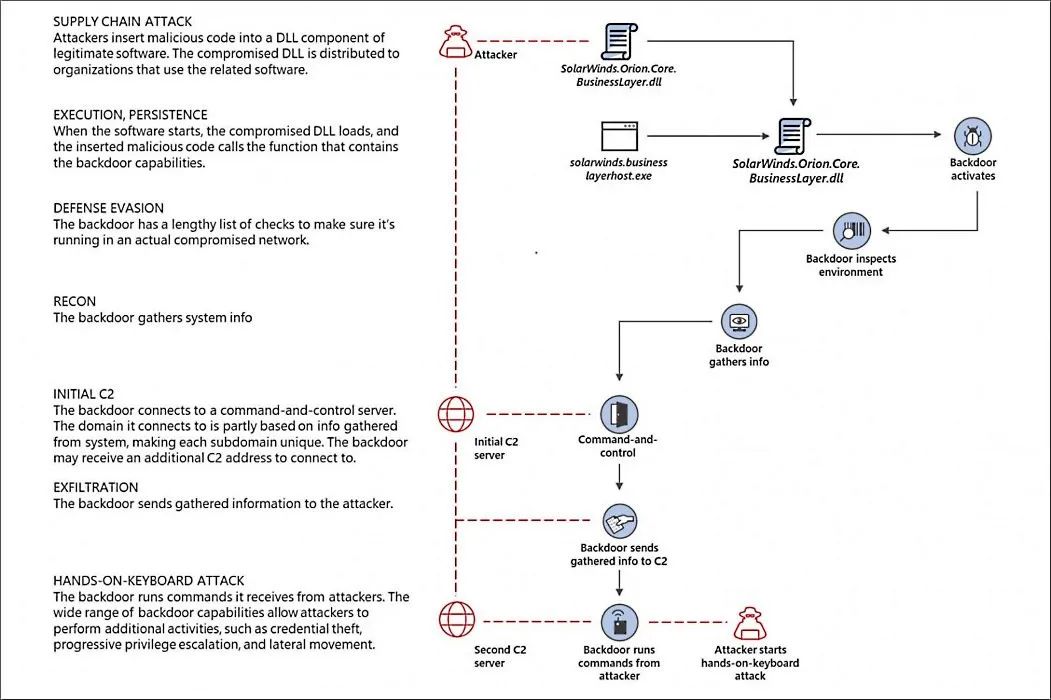 SUPPLY CHAIN ATTACK
Attackers insert malicious code into a DLL component of
legitimate software. The compromised DLL is distributed to
organizations that use the related software.
Attacker
SolarWinds.Orion.Core.
BusinessLayer.dll
EXECUTION, PERSISTENCE
When the software starts, the compromised DLL loads, and
the inserted malicious code calls the function that contains
the backdoor capabilities.
solarwinds.business
layerhost.exe
SolarWinds.Orion.Core.
BusinessLayer.dll
Backdoor
activates
DEFENSE EVASION
The backdoor has a lengthy list of checks to make sure it's
running in an actual compromised network.
Backdoor inspects
environment
RECON
The backdoor gathers system info
Backdoor
gathers info
INITIAL C2
The backdoor connects to a command-and-control server.
The domain it connects to is partly based on info gathered
from system, making each subdomain unique. The backdoor
may receive an additional C2 address to connect to.
Initial C2
server
Command-and-
control
EXFILTRATION
The backdoor sends gathered information to the attacker.
Backdoor sends
gathered info to C2
HANDS-ON-KEYBOARD ATTACK
The backdoor runs commands it receives from attackers. The
wide range of backdoor capabilities allow attackers to
perform additional activities, such as credential theft,
progressive privilege escalation, and lateral movement.
Second C2
server
Backdoor runs
commands from
attacker
Attacker starts
hands-on-keyboard
attack